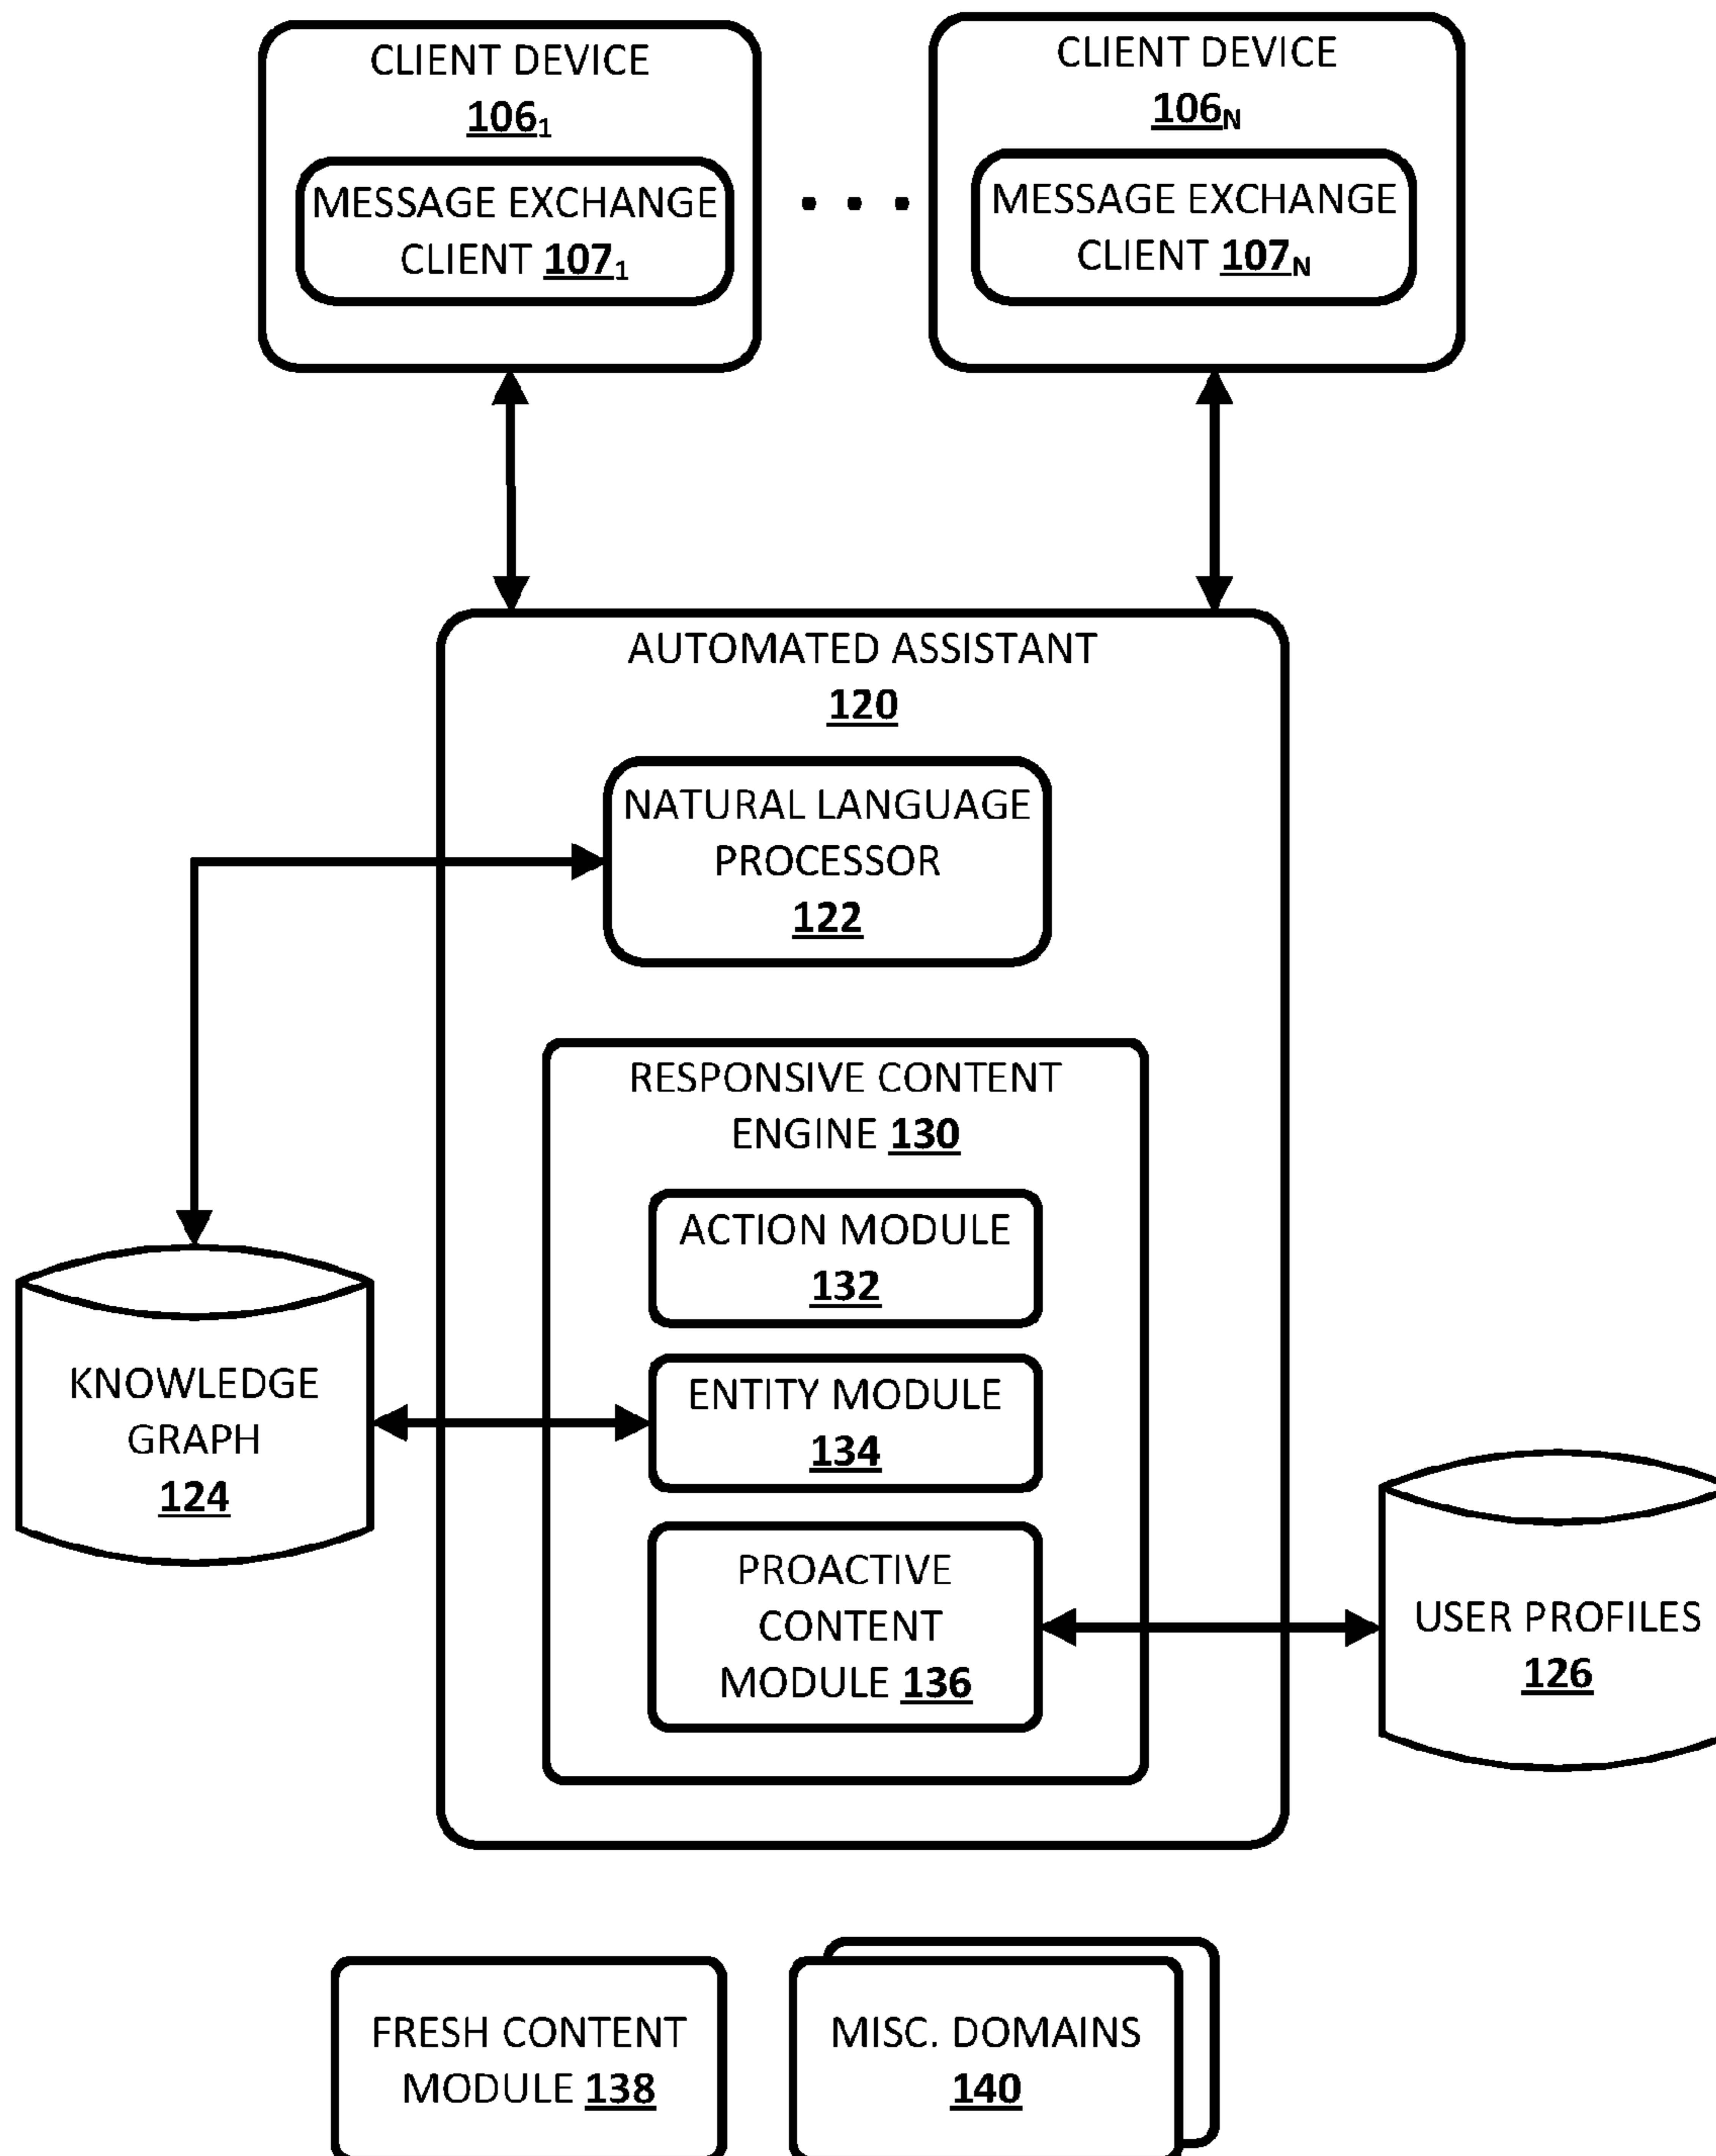 CLIENT DEVICE
106₁
MESSAGE EXCHANGE
CLIENT 107₁
CLIENT DEVICE
106N
MESSAGE EXCHANGE
CLIENT 107N
AUTOMATED ASSISTANT
120
NATURAL LANGUAGE
PROCESSOR
122
RESPONSIVE CONTENT
ENGINE 130
ACTION MODULE
132
ENTITY MODULE
134
PROACTIVE
CONTENT
MODULE 136
KNOWLEDGE
GRAPH
124
USER PROFILES
126
FRESH CONTENT
MODULE 138
MISC. DOMAINS
140